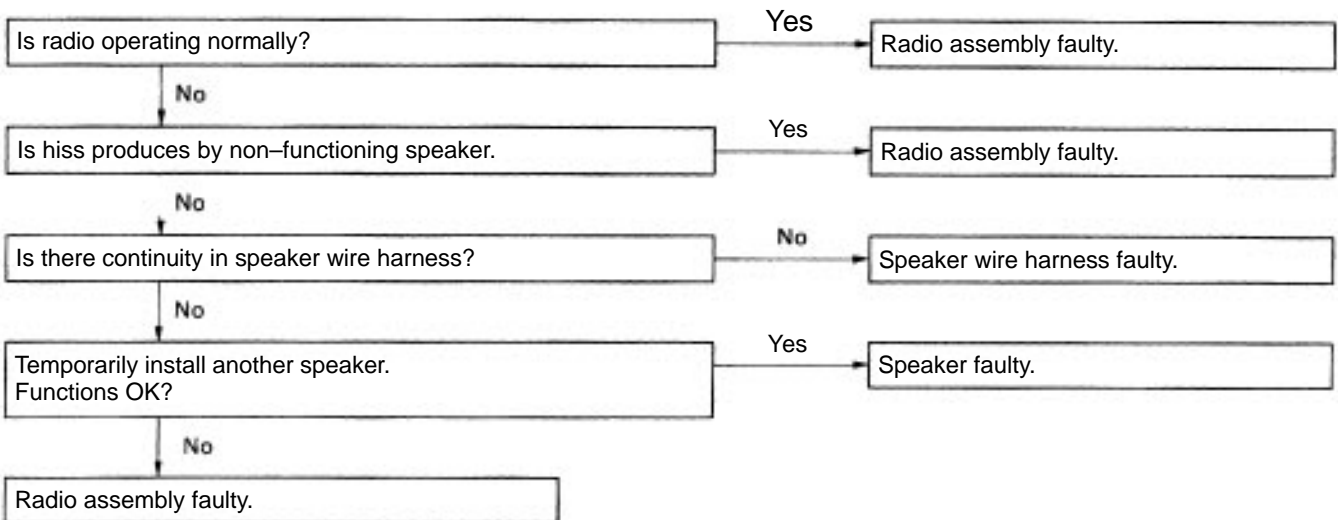 Is radio operating normally?
Yes
Radio assembly faulty.
No
Is hiss produces by non–functioning speaker.
Yes
Radio assembly faulty.
No
Is there continuity in speaker wire harness?
No
Speaker wire harness faulty.
No
Temporarily install another speaker.
Functions OK?
Yes
Speaker faulty.
No
Radio assembly faulty.